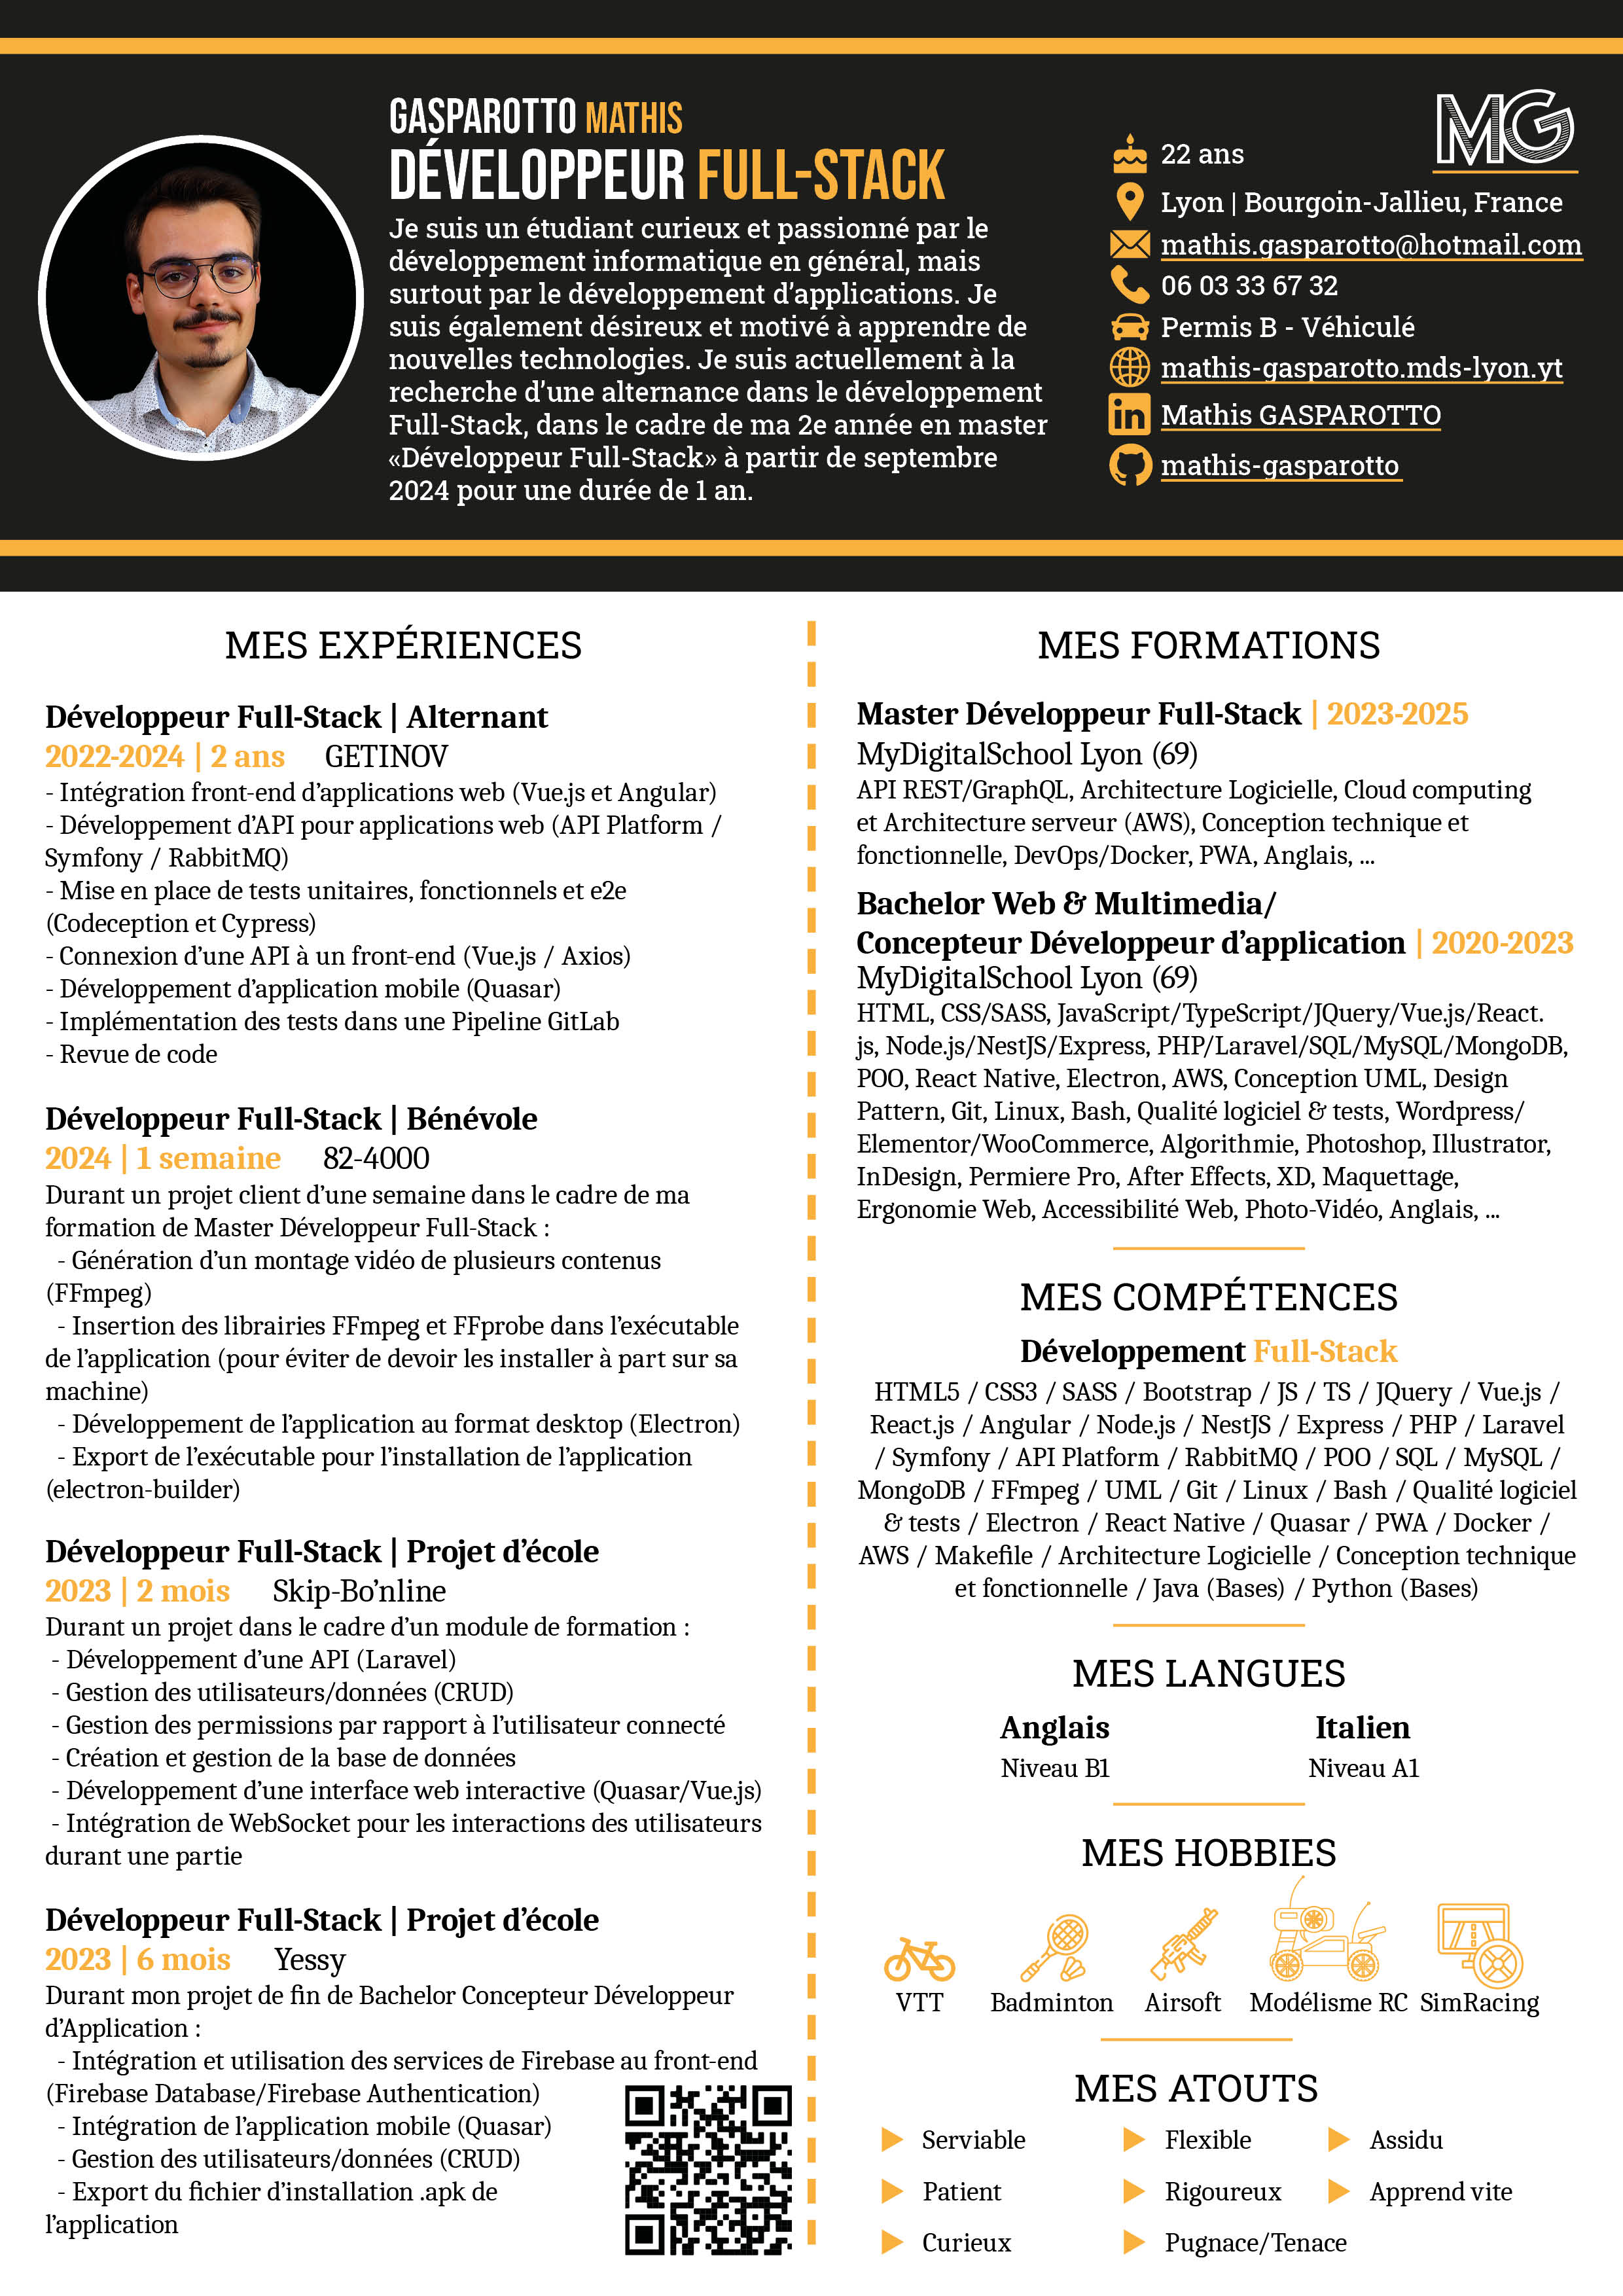 GASPAROTTO MATHIS
DÉVELOPPEUR FULL-STACK
Je suis un étudiant curieux et passionné par le
développement informatique en général, mais
surtout par le développement d'applications. Je
suis également désireux et motivé à apprendre de
nouvelles technologies. Je suis actuellement à la
recherche d'une alternance dans le développement
Full-Stack, dans le cadre de ma 2e année en master
«Développeur Full-Stack» à partir de septembre
2024 pour une durée de 1 an.
MG
22 ans
Lyon | Bourgoin-Jallieu, France
mathis.gasparotto@hotmail.com
06 03 33 67 32
Permis B - Véhiculé
mathis-gasparotto.mds-lyon.yt
Mathis GASPAROTTO
mathis-gasparotto
MES EXPÉRIENCES
Développeur Full-Stack | Alternant
2022-2024 | 2 ans GETINOV
- Intégration front-end d'applications web (Vue.js et Angular)
- Développement d'API pour applications web (API Platform /
Symfony / RabbitMQ)
- Mise en place de tests unitaires, fonctionnels et e2e
(Codeception et Cypress)
- Connexion d'une API à un front-end (Vue.js / Axios)
- Développement d'application mobile (Quasar)
- Implémentation des tests dans une Pipeline GitLab
- Revue de code
Développeur Full-Stack | Bénévole
2024 | 1 semaine 82-4000
Durant un projet client d'une semaine dans le cadre de ma
formation de Master Développeur Full-Stack :
- Génération d'un montage vidéo de plusieurs contenus
(FFmpeg)
- Insertion des librairies FFmpeg et FFprobe dans l'exécutable
de l'application (pour éviter de devoir les installer à part sur sa
machine)
- Développement de l'application au format desktop (Electron)
- Export de l'exécutable pour l'installation de l'application
(electron-builder)
Développeur Full-Stack | Projet d'école
2023 | 2 mois Skip-Bo'nline
Durant un projet dans le cadre d'un module de formation :
- Développement d'une API (Laravel)
- Gestion des utilisateurs/données (CRUD)
- Gestion des permissions par rapport à l'utilisateur connecté
- Création et gestion de la base de données
- Développement d'une interface web interactive (Quasar/Vue.js)
- Intégration de WebSocket pour les interactions des utilisateurs
durant une partie
Développeur Full-Stack | Projet d'école
2023 | 6 mois Yessy
Durant mon projet de fin de Bachelor Concepteur Développeur
d'Application :
- Intégration et utilisation des services de Firebase au front-end
(Firebase Database/Firebase Authentication)
- Intégration de l'application mobile (Quasar)
- Gestion des utilisateurs/données (CRUD)
- Export du fichier d'installation .apk de
l'application
MES FORMATIONS
Master Développeur Full-Stack | 2023-2025
MyDigitalSchool Lyon (69)
API REST/GraphQL, Architecture Logicielle, Cloud computing
et Architecture serveur (AWS), Conception technique et
fonctionnelle, DevOps/Docker, PWA, Anglais, ...
Bachelor Web & Multimedia/
Concepteur Développeur d'application | 2020-2023
MyDigitalSchool Lyon (69)
HTML, CSS/SASS, JavaScript/TypeScript/JQuery/Vue.js/React.
js, Node.js/NestJS/Express, PHP/Laravel/SQL/MySQL/MongoDB,
POO, React Native, Electron, AWS, Conception UML, Design
Pattern, Git, Linux, Bash, Qualité logiciel & tests, Wordpress/
Elementor/WooCommerce, Algorithmie, Photoshop, Illustrator,
InDesign, Permiere Pro, After Effects, XD, Maquettage,
Ergonomie Web, Accessibilité Web, Photo-Vidéo, Anglais, ...
MES COMPÉTENCES
Développement Full-Stack
HTML5 / CSS3 / SASS / Bootstrap / JS / TS / JQuery / Vue.js /
React.js / Angular / Node.js / NestJS / Express / PHP / Laravel
/ Symfony / API Platform / RabbitMQ / POO / SQL / MySQL /
MongoDB / FFmpeg / UML / Git / Linux / Bash / Qualité logiciel
& tests / Electron / React Native / Quasar / PWA / Docker /
AWS / Makefile / Architecture Logicielle / Conception technique
et fonctionnelle / Java (Bases) / Python (Bases)
MES LANGUES
Anglais Italien
Niveau B1 Niveau A1
MES HOBBIES
VTT Badminton Airsoft Modélisme RC SimRacing
MES ATOUTS
Serviable Flexible Assidu
Patient Rigoureux Apprend vite
Curieux Pugnace/Tenace